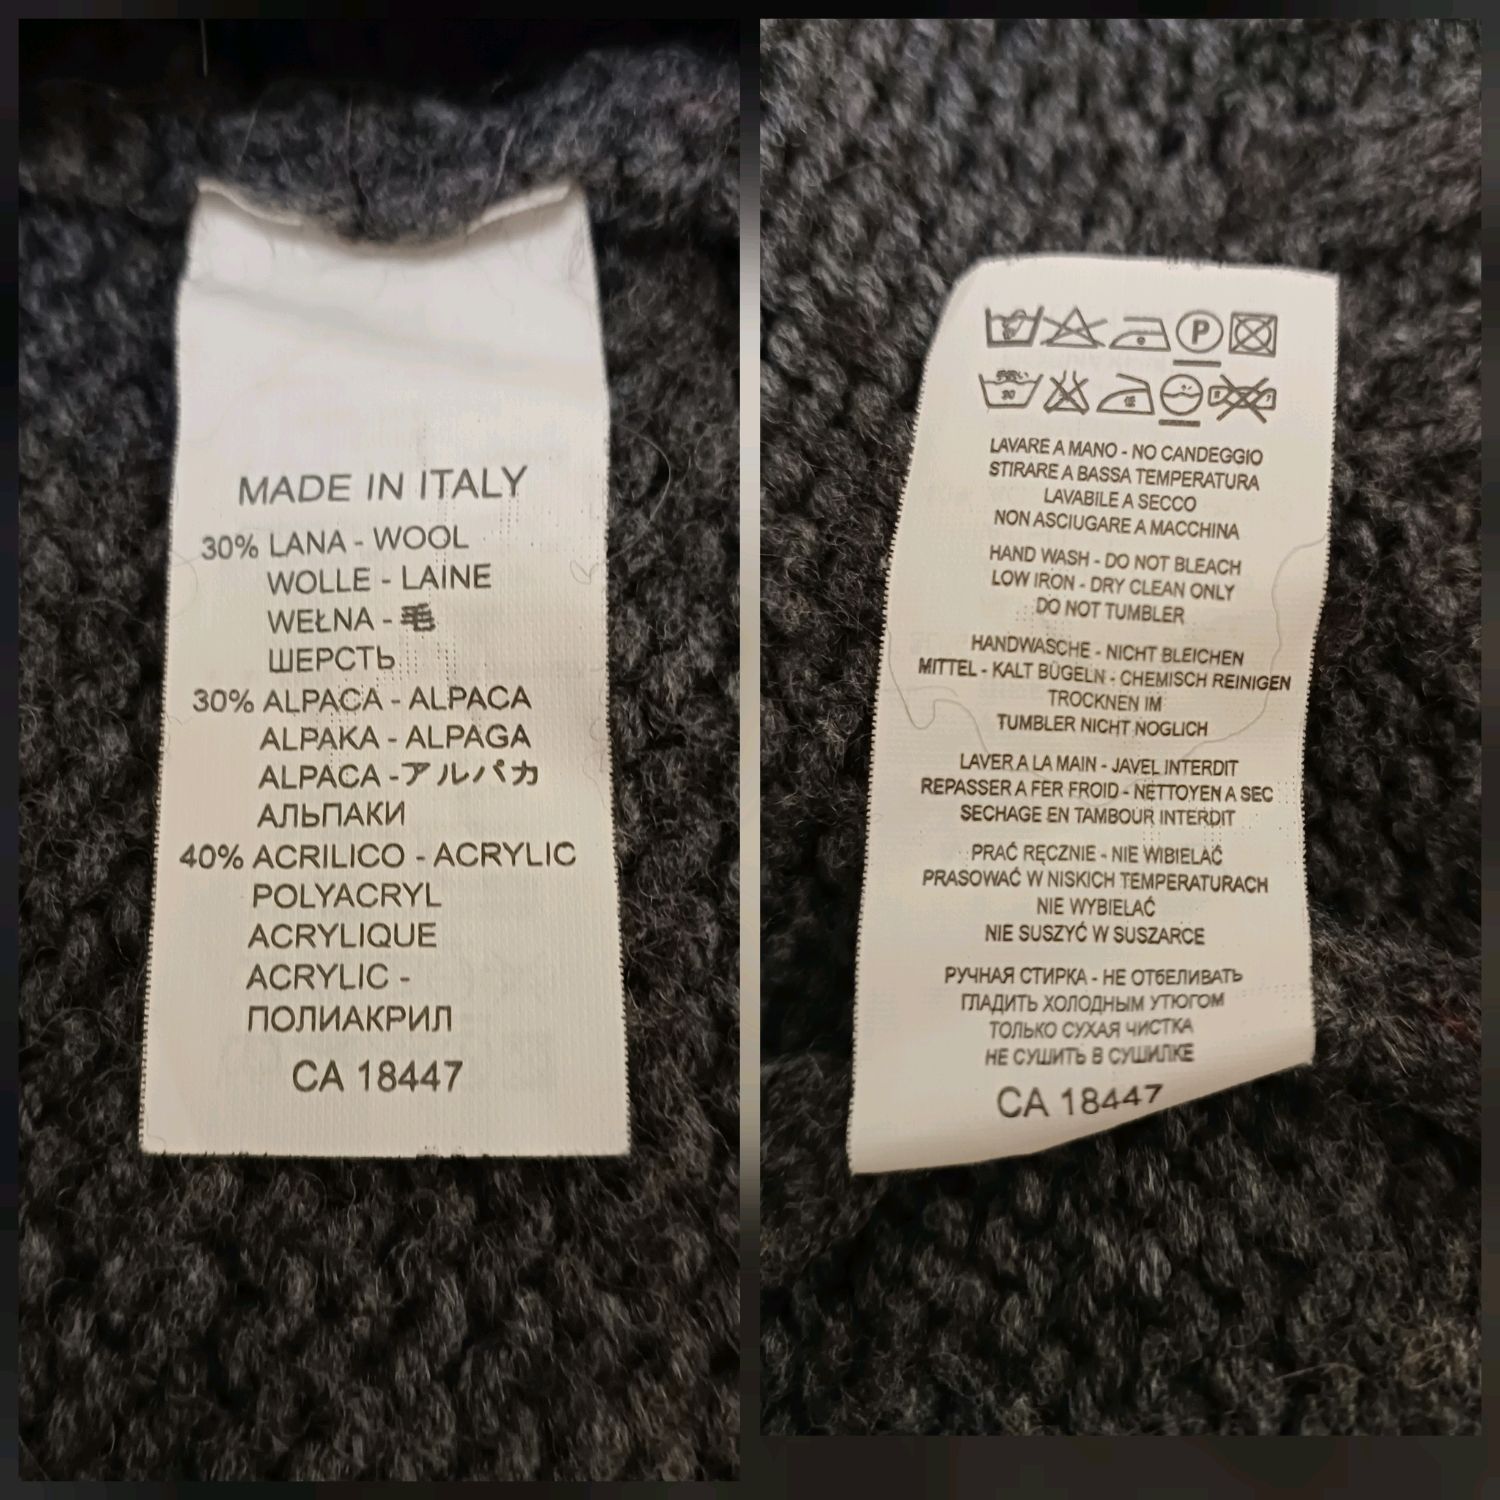 MADE IN ITALY
30% LANA - WOOL
WOLLE - LAINE
WEŁNA - 毛
ШЕРСТЬ
30% ALPACA - ALPACA
ALPAKA - ALPAGA
ALPACA - アルパカ
АЛЬПАКИ
40% ACRILICO - ACRYLIC
POLYACRYL
ACRYLIQUE
ACRYLIC -
ПОЛИАКРИЛ
CA 18447
P
LAVARE A MANO - NO CANDEGGIO
STIRARE A BASSA TEMPERATURA
LAVABILE A SECCO
NON ASCIUGARE A MACCHINA
HAND WASH - DO NOT BLEACH
LOW IRON - DRY CLEAN ONLY
DO NOT TUMBLER
HANDWASCHE - NICHT BLEICHEN
MITTEL - KALT BÜGELN - CHEMISCH REINIGEN
TROCKNEN IM
TUMBLER NICHT NOGLICH
LAVER A LA MAIN - JAVEL INTERDIT
REPASSER A FER FROID - NETTOYEN A SEC
SECHAGE EN TAMBOUR INTERDIT
PRAĆ RĘCZNIE - NIE WIBIELAĆ
PRASOWAĆ W NISKICH TEMPERATURACH
NIE WYBIELAĆ
NIE SUSZYĆ W SUSZARCE
РУЧНАЯ СТИРКА - НЕ ОТбЕЛИВАТЬ
ГЛАДИТЬ ХОЛОДНЫМ УТЮГОМ
ТОЛЬКО СУХАЯ ЧИСТКА
НЕ СУШИТЬ В СУШИЛКЕ
CA 18447